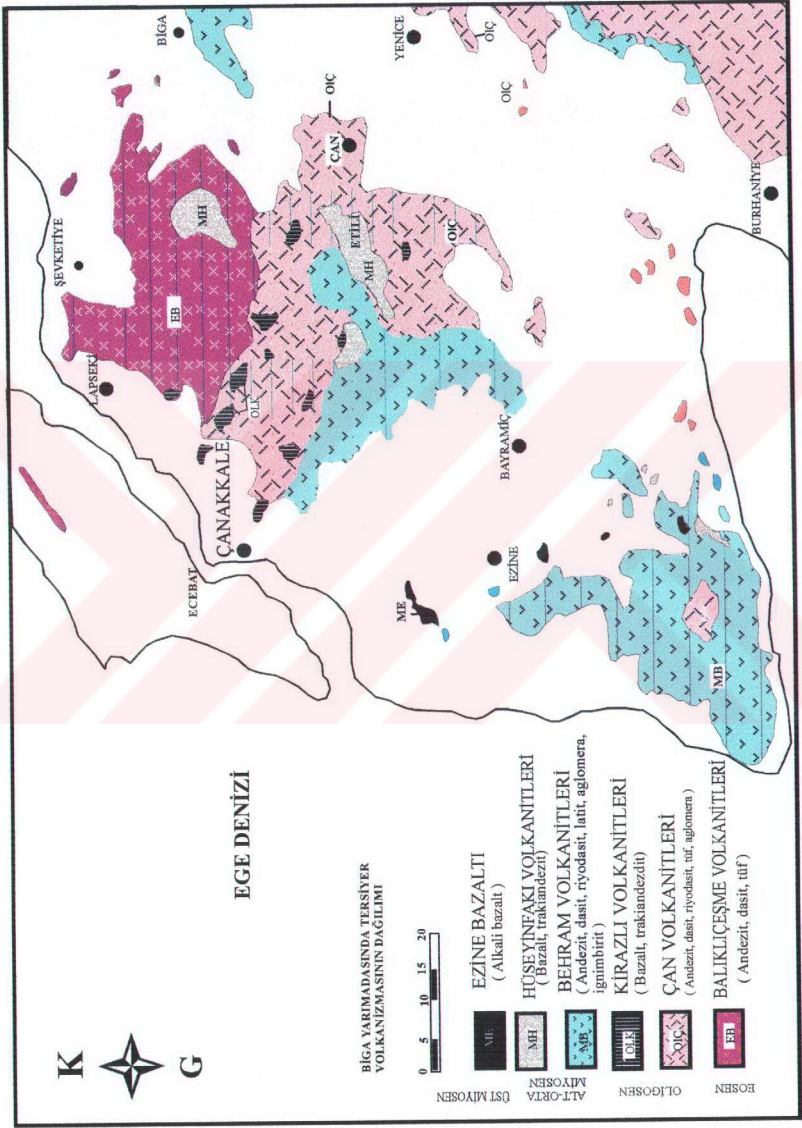 K
G
EGE DENİZİ
BİGA YARIMADASINDA TERSİYER
VOLKANİZMASININ DAĞILIMI
0 5 10 15 20
ÜST MİYOSEN
ME
EZİNE BAZALTI
( Alkali bazalt )
ALT-ORTA
MİYOSEN
MH
HÜSEYİNFAKI VOLKANİTLERİ
( Bazalt, trakiandezit)
MB
BEHRAM VOLKANİTLERİ
( Andezit, dasit, riyodasit, latit, aglomera,
ignimbirit )
OLİGOSEN
OLK
KİRAZLI VOLKANİTLERİ
( Bazalt, trakiandezdit)
OIÇ
ÇAN VOLKANİTLERİ
( Andezit, dasit, riyodasit, tüf, aglomera )
EOSEN
EB
BALIKLIÇEŞME VOLKANİTLERİ
( Andezit, dasit, tüf )
ECEBAT
ÇANAKKALE
LAPSEKİ
ŞEVKETİYE
BİGA
EB
MH
OLK
OIÇ
ÇAN
ETİLİ
MH
OIÇ
YENİCE
OIÇ
OIÇ
BAYRAMİÇ
EZİNE
ME
MB
BURHANİYE